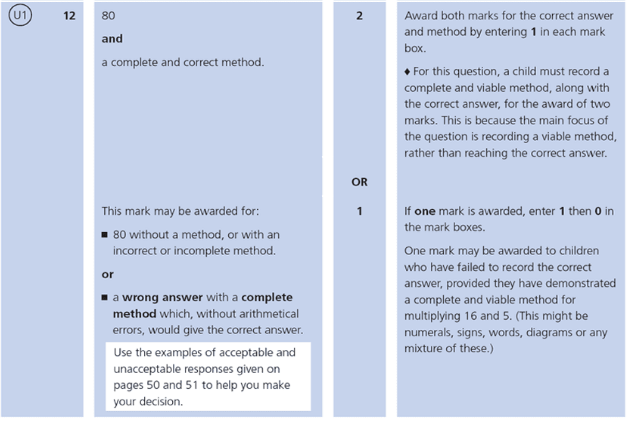 U1 12 80 2 Award both marks for the correct answer
and and method by entering 1 in each mark
box.
a complete and correct method.
♦ For this question, a child must record a
complete and viable method, along with
the correct answer, for the award of two
marks. This is because the main focus of
the question is recording a viable method,
rather than reaching the correct answer.
OR
This mark may be awarded for: 1 If one mark is awarded, enter 1 then 0 in
the mark boxes.
■ 80 without a method, or with an
incorrect or incomplete method.
or
■ a wrong answer with a complete
method which, without arithmetical
errors, would give the correct answer.
Use the examples of acceptable and
unacceptable responses given on
pages 50 and 51 to help you make
your decision.
One mark may be awarded to children
who have failed to record the correct
answer, provided they have demonstrated
a complete and viable method for
multiplying 16 and 5. (This might be
numerals, signs, words, diagrams or any
mixture of these.)